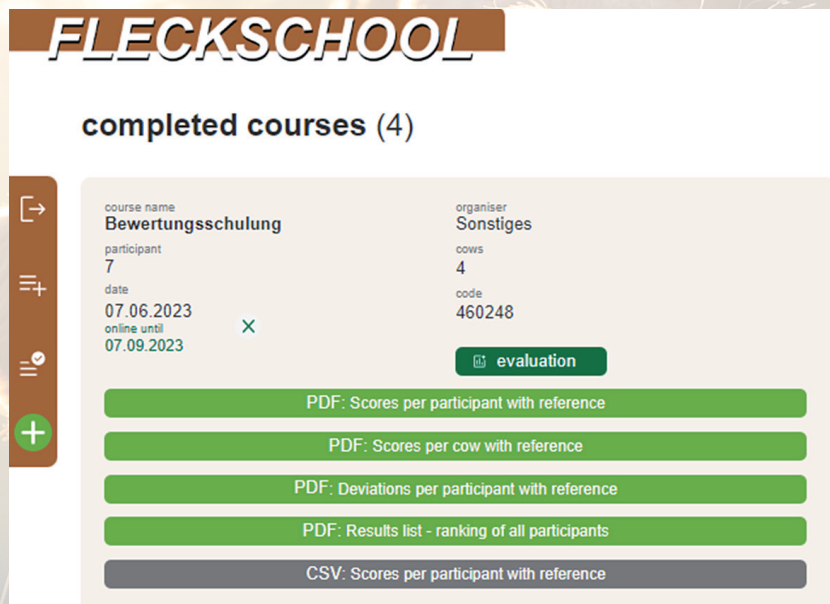 FLECKSCHOOL
completed courses (4)
course name
Bewertungsschulung
participant
7
date
07.06.2023
online until
07.09.2023
organiser
Sonstiges
cows
4
code
460248
evaluation
PDF: Scores per participant with reference
PDF: Scores per cow with reference
PDF: Deviations per participant with reference
PDF: Results list - ranking of all participants
CSV: Scores per participant with reference